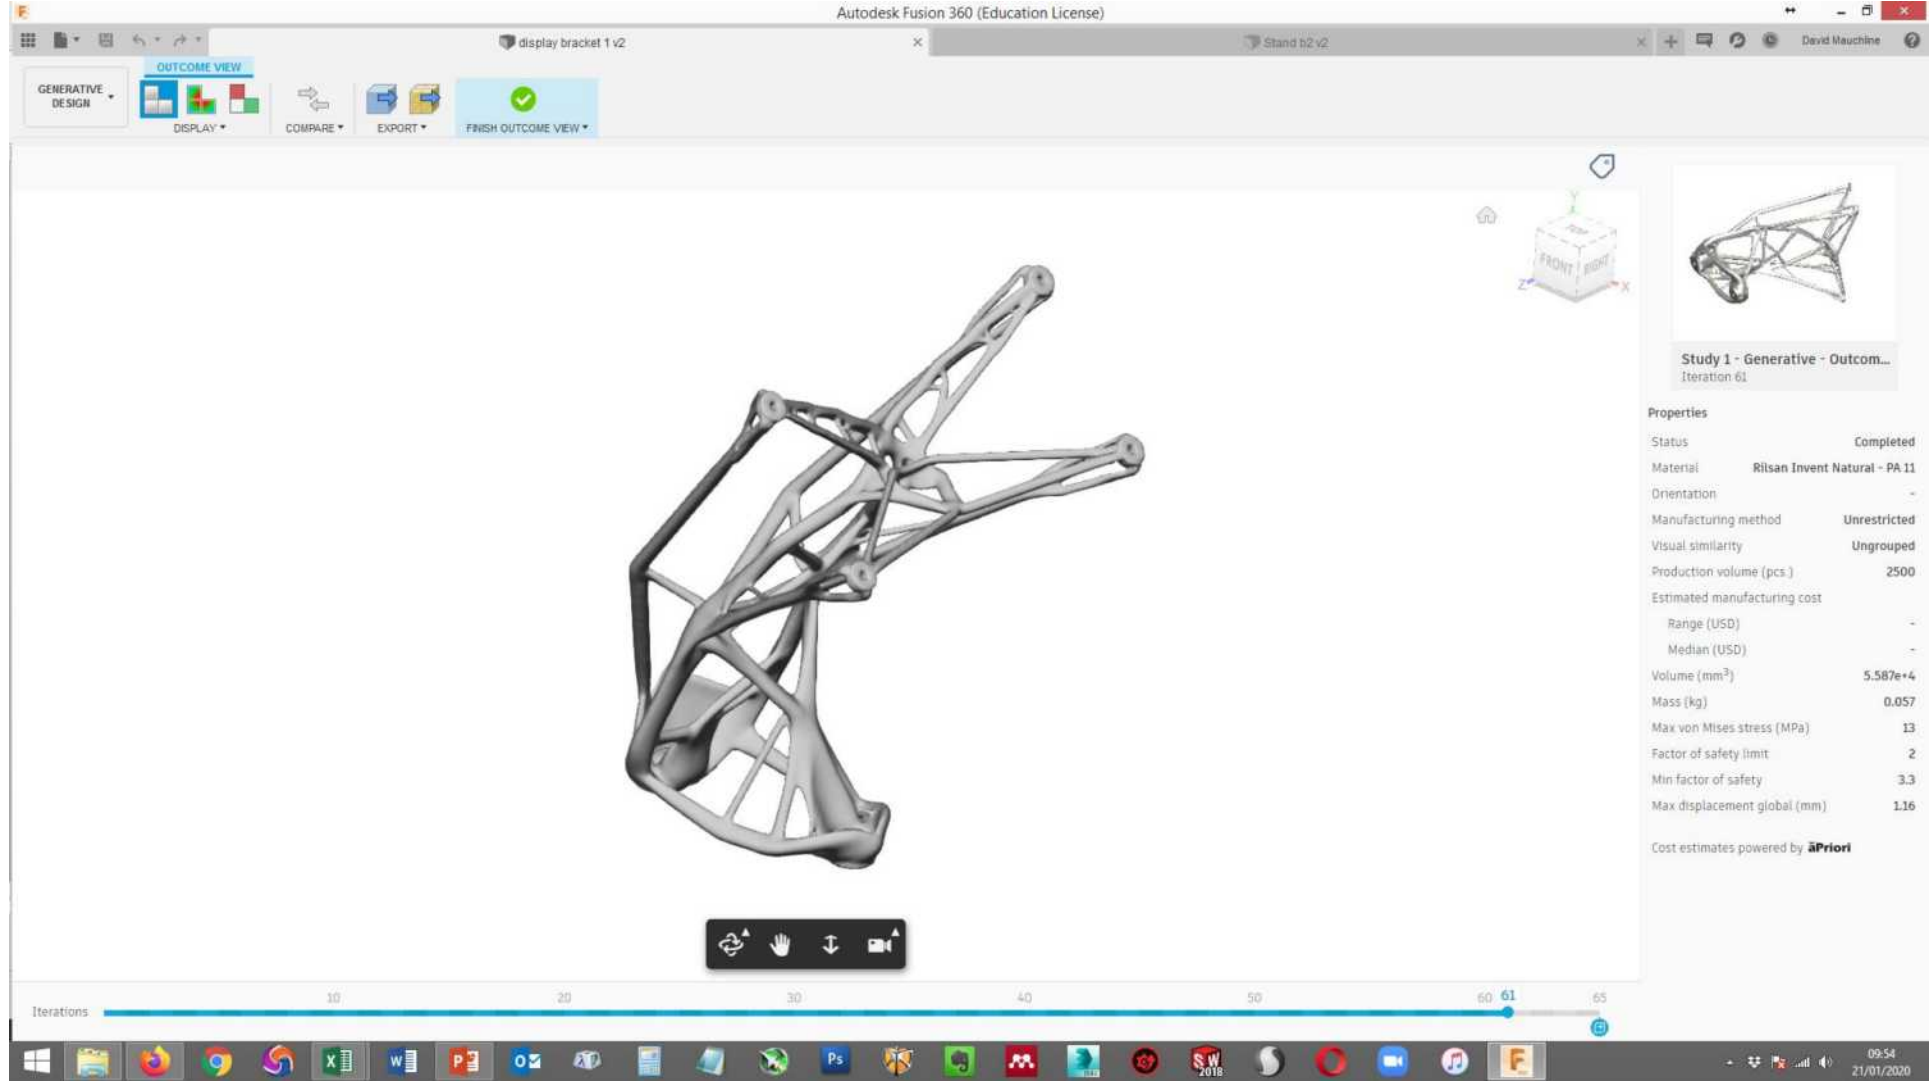 Autodesk Fusion 360 (Education License)
display bracket 1 v2
Stand b2 v2
David Mauchline
OUTCOME VIEW
GENERATIVE
DESIGN
DISPLAY
COMPARE
EXPORT
FINISH OUTCOME VIEW
TOP
FRONT
RIGHT
Y
Z
X
Study 1 - Generative - Outcom...
Iteration 61
Properties
Status Completed
Material Rilsan Invent Natural - PA 11
Orientation -
Manufacturing method Unrestricted
Visual similarity Ungrouped
Production volume (pcs.) 2500
Estimated manufacturing cost
Range (USD) -
Median (USD) -
Volume (mm³) 5.587e+4
Mass (kg) 0.057
Max von Mises stress (MPa) 13
Factor of safety limit 2
Min factor of safety 3.3
Max displacement global (mm) 1.16
Cost estimates powered by äPriori
10 20 30 40 50 60 61 65
Iterations
Ps
SW
2018
09:54
21/01/2020